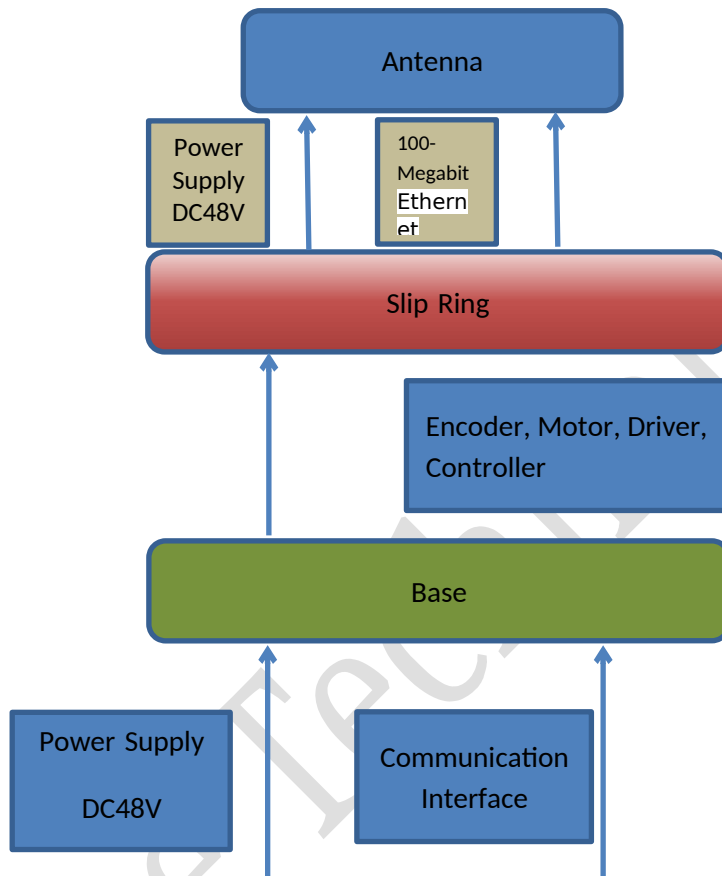 Antenna
Power
Supply
DC48V
100-
Megabit
Ethern
et
Slip Ring
Encoder, Motor, Driver,
Controller
Base
Power Supply
DC48V
Communication
Interface